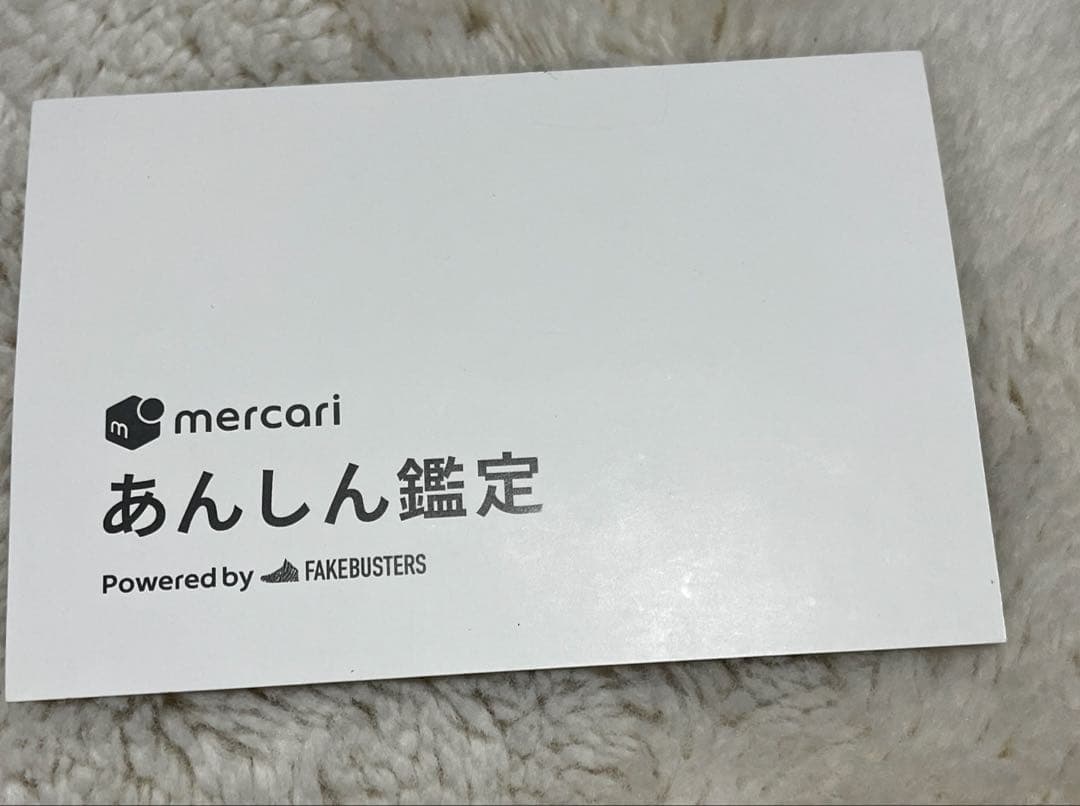 mercari
あんしん鑑定
Powered by FAKEBUSTERS